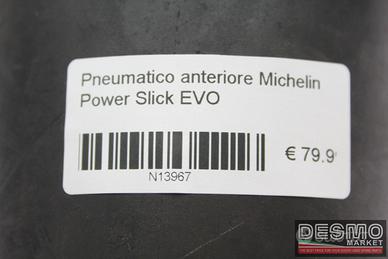 Pneumatico anteriore Michelin
Power Slick EVO
€ 79.9
N13967
DESMO
MARKET